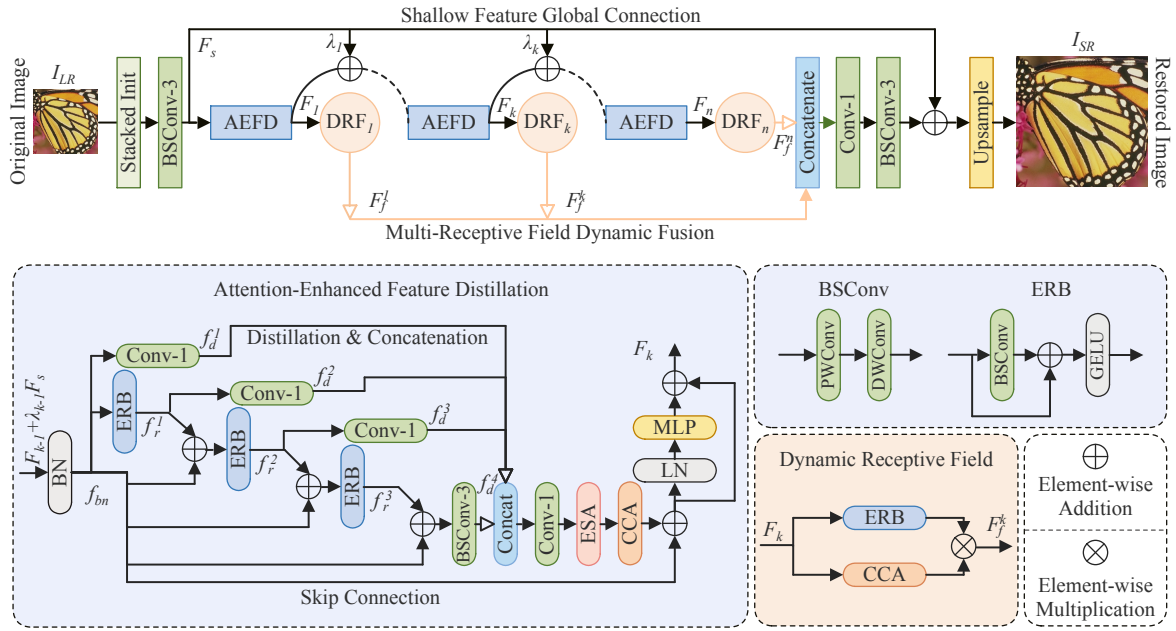 Shallow Feature Global Connection
Original Image
I_LR
Stacked Init
BSConv-3
F_s
λ_1
λ_k
AEFD
F_1
DRF_1
AEFD
F_k
DRF_k
AEFD
F_n
DRF_n
F_f^n
Concatenate
Conv-1
BSConv-3
Upsample
I_SR
Restored Image
F_f^1
F_f^k
Multi-Receptive Field Dynamic Fusion
Attention-Enhanced Feature Distillation
Distillation & Concatenation
F_{k-1}+λ_{k-1}F_s
BN
f_bn
Conv-1
f_d^1
ERB
f_r^1
Conv-1
f_d^2
ERB
f_r^2
Conv-1
f_d^3
ERB
f_r^3
BSConv-3
f_d^4
Concat
Conv-1
ESA
CCA
LN
MLP
F_k
Skip Connection
BSConv
PWConv
DWConv
ERB
BSConv
GELU
Dynamic Receptive Field
F_k
ERB
CCA
F_f^k
Element-wise
Addition
Element-wise
Multiplication